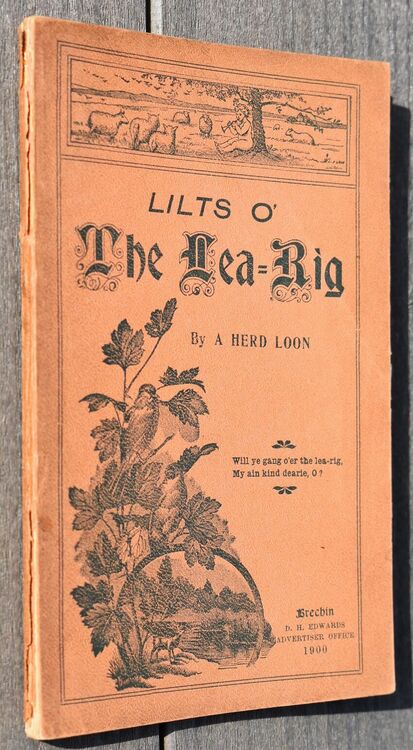 LILTS O'
The Lea=Rig
By A HERD LOON
Will ye gang o'er the lea-rig,
My ain kind dearie, O?
Brechin
D. H. EDWARDS
ADVERTISER OFFICE
1900